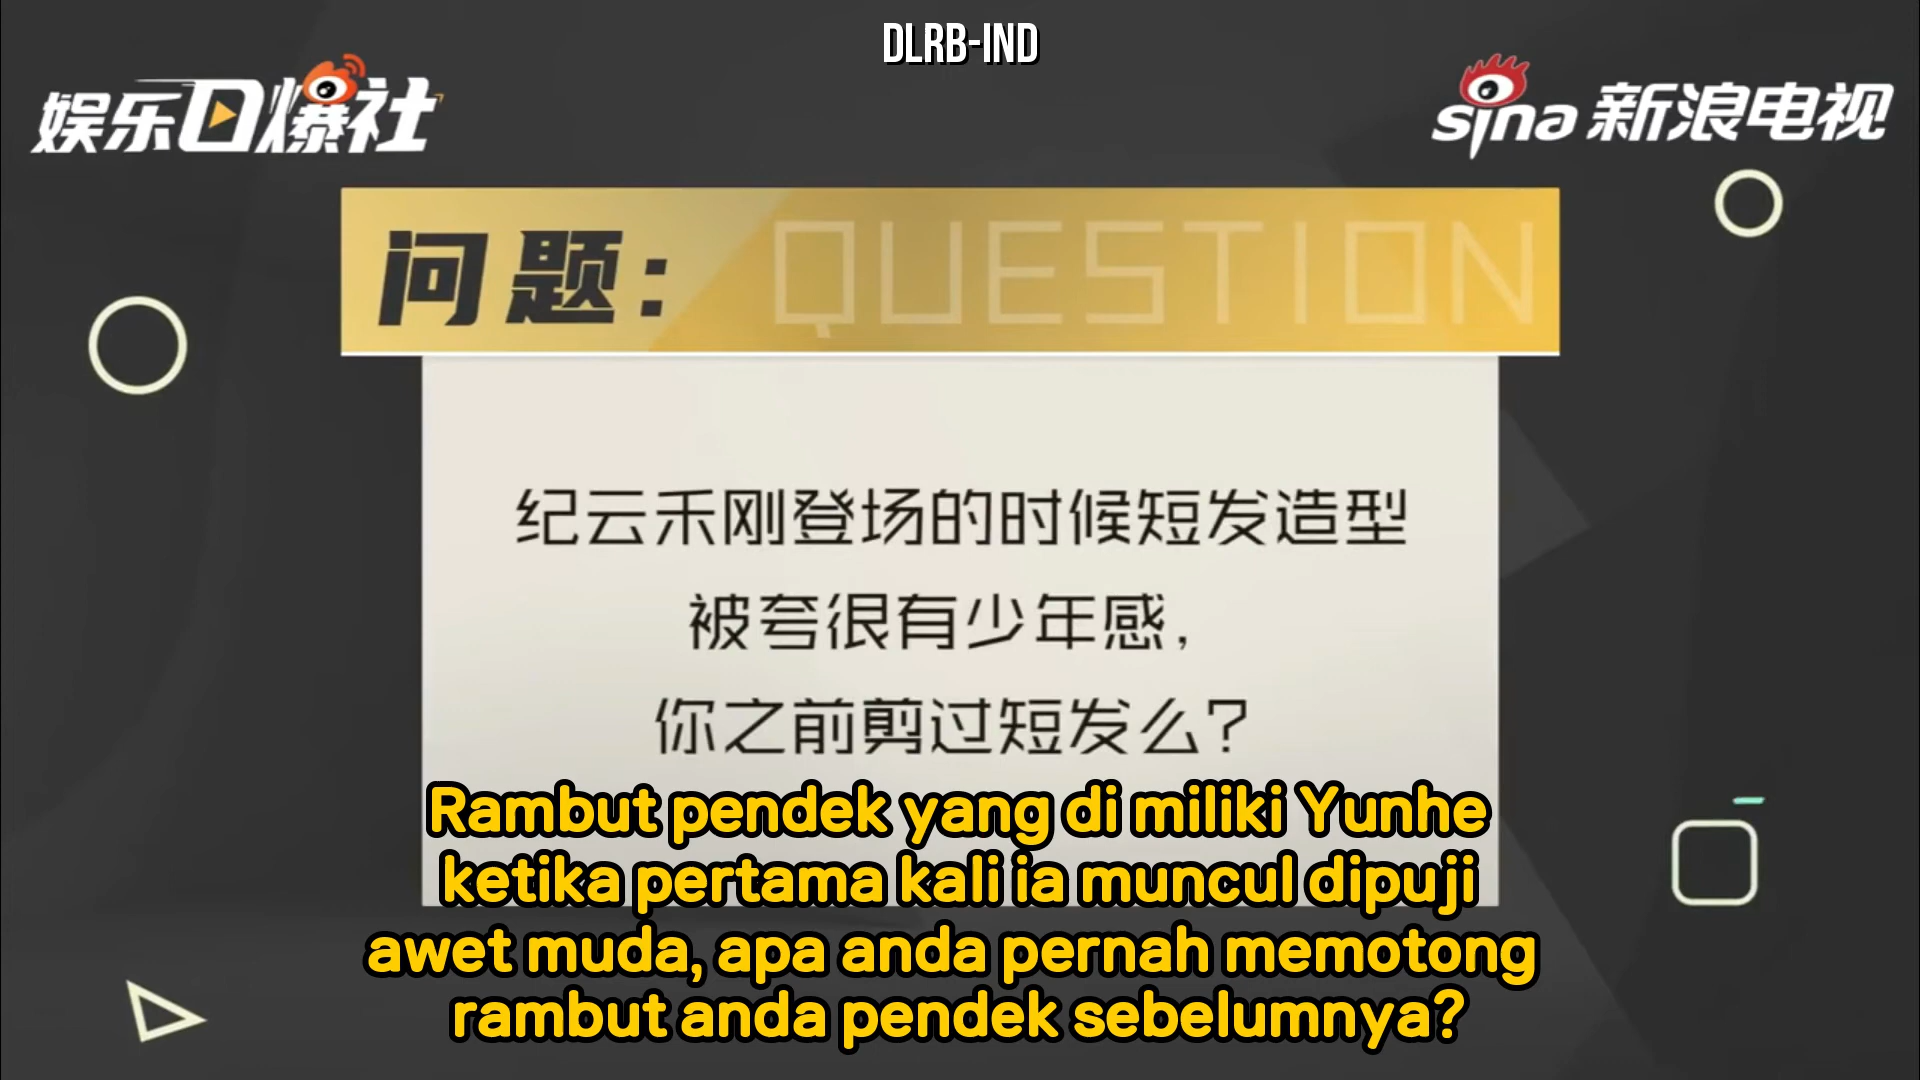 DLRB-IND
娱乐日爆社
sina 新浪电视
问题: QUESTION
纪云禾刚登场的时候短发造型
被夸很有少年感，
你之前剪过短发么？
Rambut pendek yang di miliki Yunhe
ketika pertama kali ia muncul dipuji
awet muda, apa anda pernah memotong
rambut anda pendek sebelumnya?